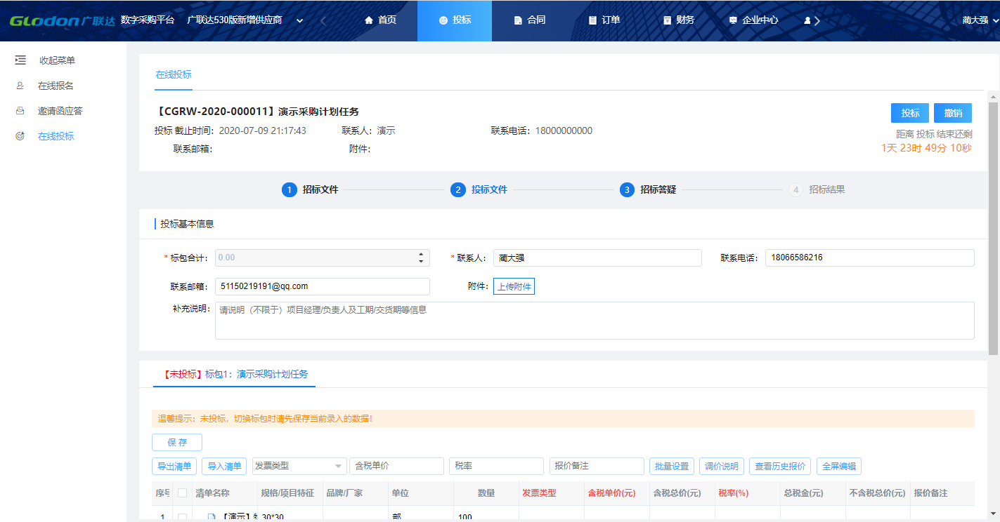 GLodon广联达 数字采购平台 广联达530版新增供应商 首页 投标 合同 订单 财务 企业中心 蔺大强
收起菜单
在线报名
邀请函应答
在线投标
在线投标
【CGRW-2020-000011】演示采购计划任务
投标 撤销
投标 截止时间: 2020-07-09 21:17:43 联系人: 演示 联系电话: 18000000000
距离 投标 结束还剩
联系邮箱: 附件:
1天 23时 49分 10秒
1 招标文件 2 投标文件 3 招标答疑 4 招标结果
投标基本信息
* 标包合计: 0.00 * 联系人: 蔺大强 联系电话: 18066586216
联系邮箱: 51150219191@qq.com 附件: 上传附件
补充说明: 请说明（不限于）项目经理/负责人及工期/交货期等信息
【未投标】标包1: 演示采购计划任务
温馨提示: 未投标, 切换标包时请先保存当前录入的数据!
保 存
导出清单 导入清单 发票类型 含税单价 税率 报价备注 批量设置 调价说明 查看历史报价 全屏编辑
序号 清单名称 规格/项目特征 品牌/厂家 单位 数量 发票类型 含税单价(元) 含税总价(元) 税率(%) 总税金(元) 不含税总价(元) 报价备注
1 【演示】 30*30 部 100